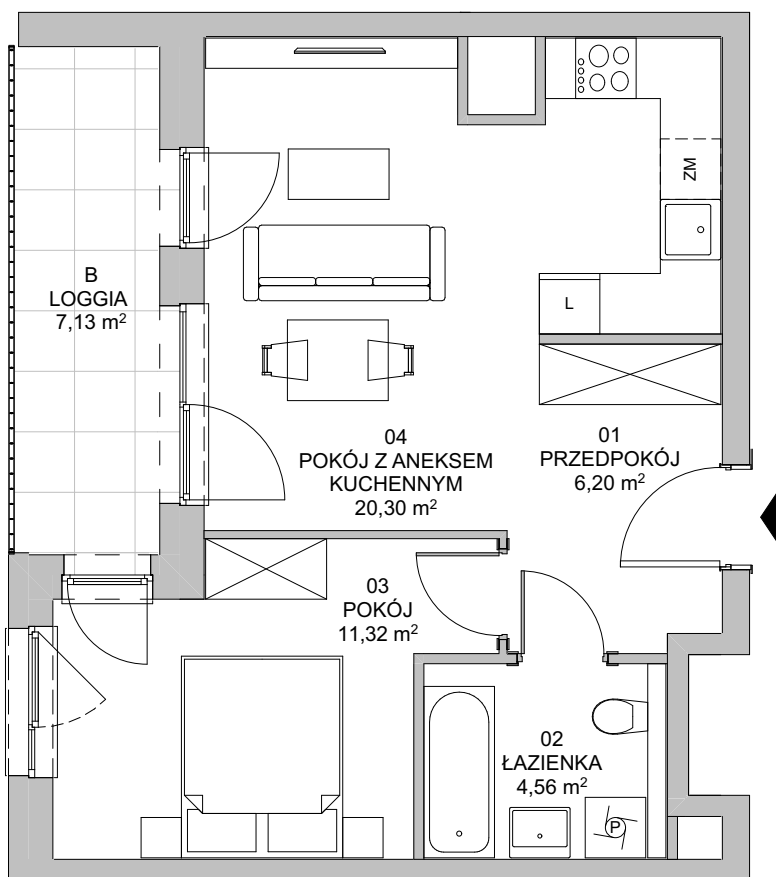 ZM
B
LOGGIA
7,13 m²
L
04
POKÓJ Z ANEKSEM
KUCHENNYM
20,30 m²
01
PRZEDPOKÓJ
6,20 m²
03
POKÓJ
11,32 m²
02
ŁAZIENKA
4,56 m²
P